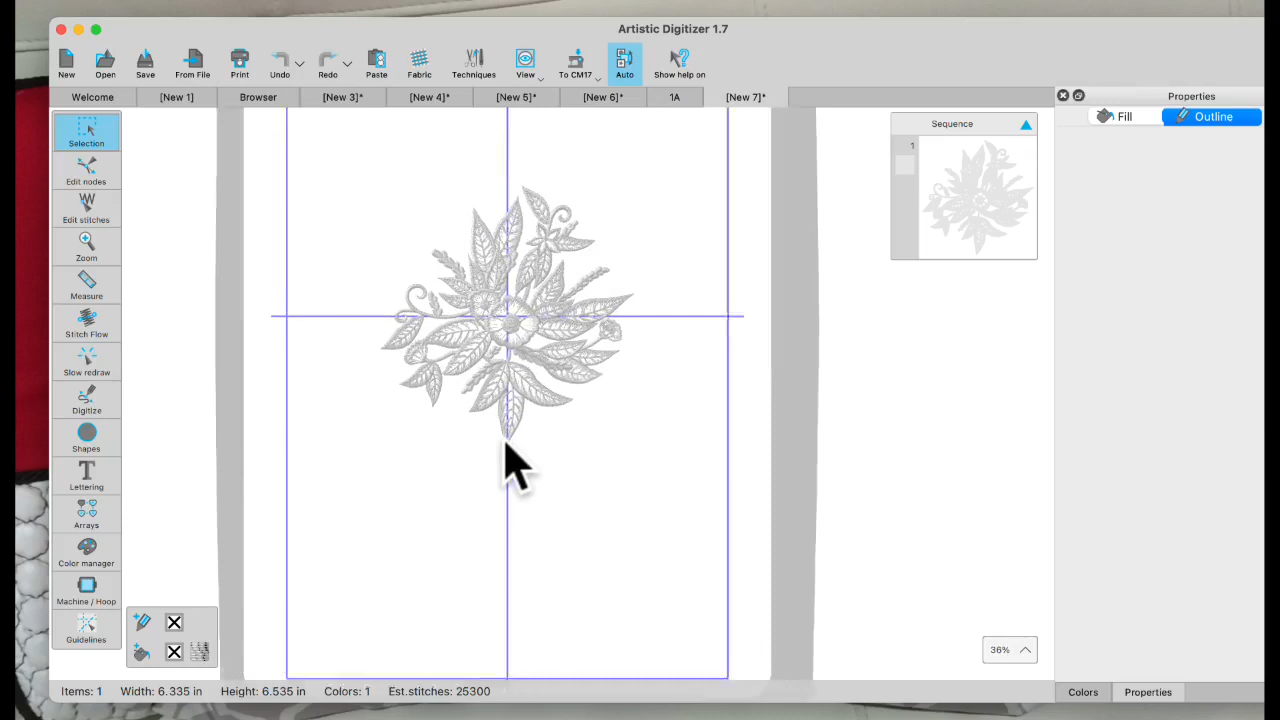 Artistic Digitizer 1.7
New Open Save From File Print Undo Redo Paste Fabric Techniques View To CM17 Auto Show help on
Welcome [New 1] Browser [New 3]* [New 4]* [New 5]* [New 6]* 1A [New 7]* Properties
Fill Outline
Selection
Edit nodes
Edit stitches
Zoom
Measure
Stitch Flow
Slow redraw
Digitize
Shapes
Lettering
Arrays
Color manager
Machine / Hoop
Guidelines
Sequence
1
36%
Items: 1 Width: 6.335 in Height: 6.535 in Colors: 1 Est.stitches: 25300
Colors Properties